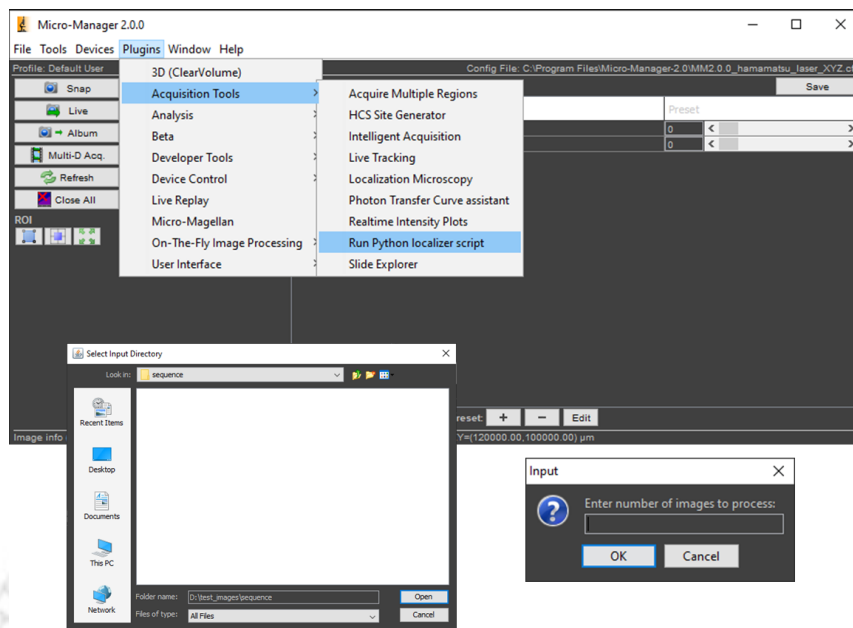 Micro-Manager 2.0.0
File Tools Devices Plugins Window Help
Profile: Default User
Config File: C:\Program Files\Micro-Manager-2.0\MM2.0.0_hamamatsu_laser_XYZ.cf
Snap
Live
Album
Multi-D Acq.
Refresh
Close All
ROI
Save
Preset
0
0
3D (ClearVolume)
Acquisition Tools
Analysis
Beta
Developer Tools
Device Control
Live Replay
Micro-Magellan
On-The-Fly Image Processing
User Interface
Acquire Multiple Regions
HCS Site Generator
Intelligent Acquisition
Live Tracking
Localization Microscopy
Photon Transfer Curve assistant
Realtime Intensity Plots
Run Python localizer script
Slide Explorer
reset: + − Edit
Image info
Y=(120000.00,100000.00) µm
Select Input Directory
Look in: sequence
Recent Items
Desktop
Documents
This PC
Network
Folder name: D:\test_images\sequence
Open
Files of type: All Files
Cancel
Input
Enter number of images to process:
OK Cancel